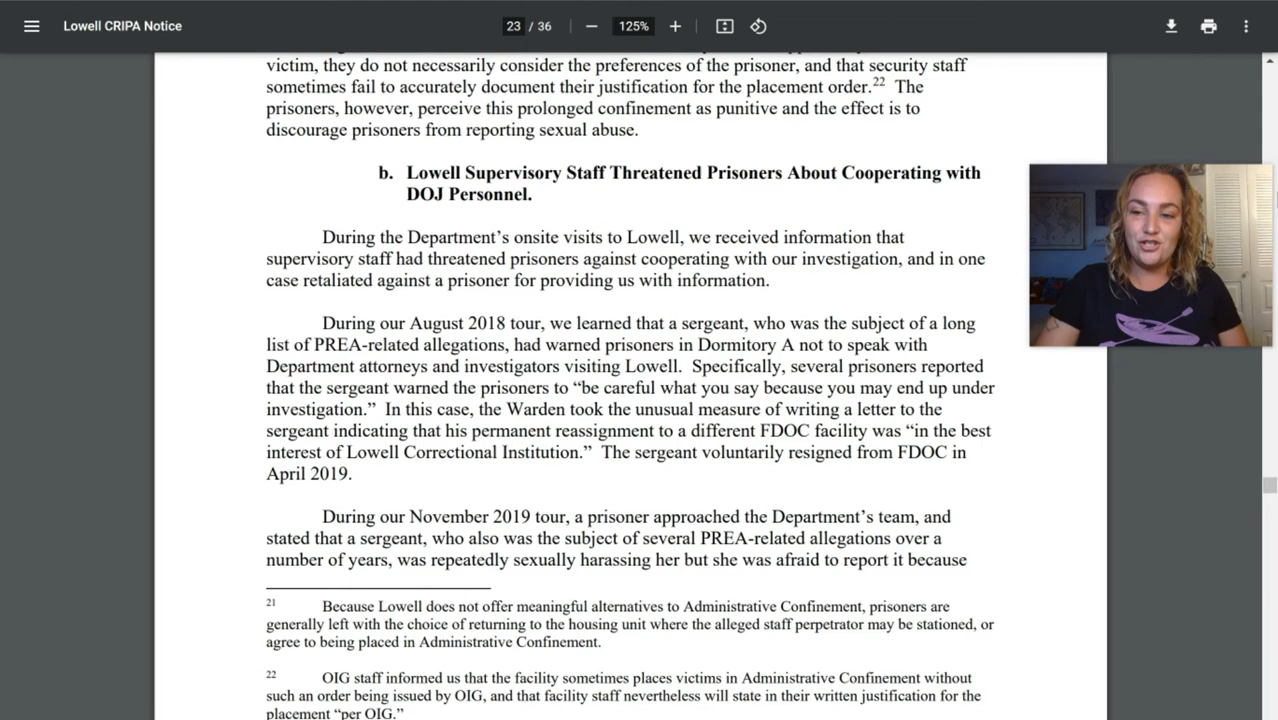 Lowell CRIPA Notice
23 / 36
125%
victim, they do not necessarily consider the preferences of the prisoner, and that security staff
sometimes fail to accurately document their justification for the placement order.22 The
prisoners, however, perceive this prolonged confinement as punitive and the effect is to
discourage prisoners from reporting sexual abuse.
b. Lowell Supervisory Staff Threatened Prisoners About Cooperating with
DOJ Personnel.
During the Department’s onsite visits to Lowell, we received information that
supervisory staff had threatened prisoners against cooperating with our investigation, and in one
case retaliated against a prisoner for providing us with information.
During our August 2018 tour, we learned that a sergeant, who was the subject of a long
list of PREA-related allegations, had warned prisoners in Dormitory A not to speak with
Department attorneys and investigators visiting Lowell. Specifically, several prisoners reported
that the sergeant warned the prisoners to “be careful what you say because you may end up under
investigation.” In this case, the Warden took the unusual measure of writing a letter to the
sergeant indicating that his permanent reassignment to a different FDOC facility was “in the best
interest of Lowell Correctional Institution.” The sergeant voluntarily resigned from FDOC in
April 2019.
During our November 2019 tour, a prisoner approached the Department’s team, and
stated that a sergeant, who also was the subject of several PREA-related allegations over a
number of years, was repeatedly sexually harassing her but she was afraid to report it because
21 Because Lowell does not offer meaningful alternatives to Administrative Confinement, prisoners are
generally left with the choice of returning to the housing unit where the alleged staff perpetrator may be stationed, or
agree to being placed in Administrative Confinement.
22 OIG staff informed us that the facility sometimes places victims in Administrative Confinement without
such an order being issued by OIG, and that facility staff nevertheless will state in their written justification for the
placement “per OIG.”